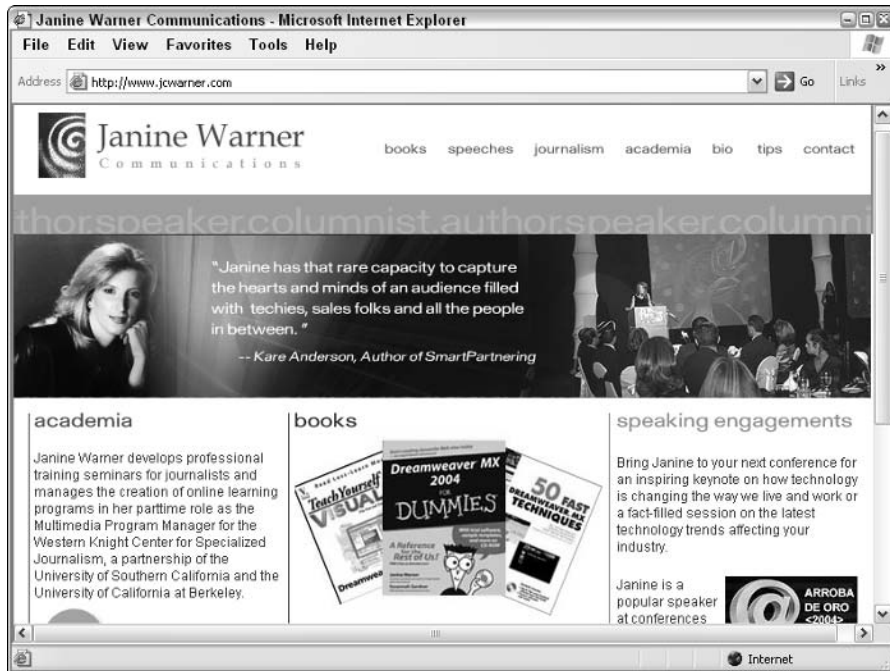 Janine Warner Communications - Microsoft Internet Explorer
File Edit View Favorites Tools Help
Address http://www.jcwarner.com Go Links
Janine Warner
Communications
books speeches journalism academia bio tips contact
thor.speaker.columnist.authorspeaker.columni
"Janine has that rare capacity to capture
the hearts and minds of an audience filled
with techies, sales folks and all the people
in between. "
-- Kare Anderson, Author of SmartPartnering
academia
Janine Warner develops professional
training seminars for journalists and
manages the creation of online learning
programs in her parttime role as the
Multimedia Program Manager for the
Western Knight Center for Specialized
Journalism, a partnership of the
University of Southern California and the
University of California at Berkeley.
books
Teach Yourself
VISUALLY
Dreamweaver
Dreamweaver MX
2004
FOR
DUMMIES
A Reference
for the
Rest of Us!
50 FAST
DREAMWEAVER MX
TECHNIQUES
speaking engagements
Bring Janine to your next conference for
an inspiring keynote on how technology
is changing the way we live and work or
a fact-filled session on the latest
technology trends affecting your
industry.
Janine is a
popular speaker
at conferences
ARROBA
DE ORO
<2004>
Internet